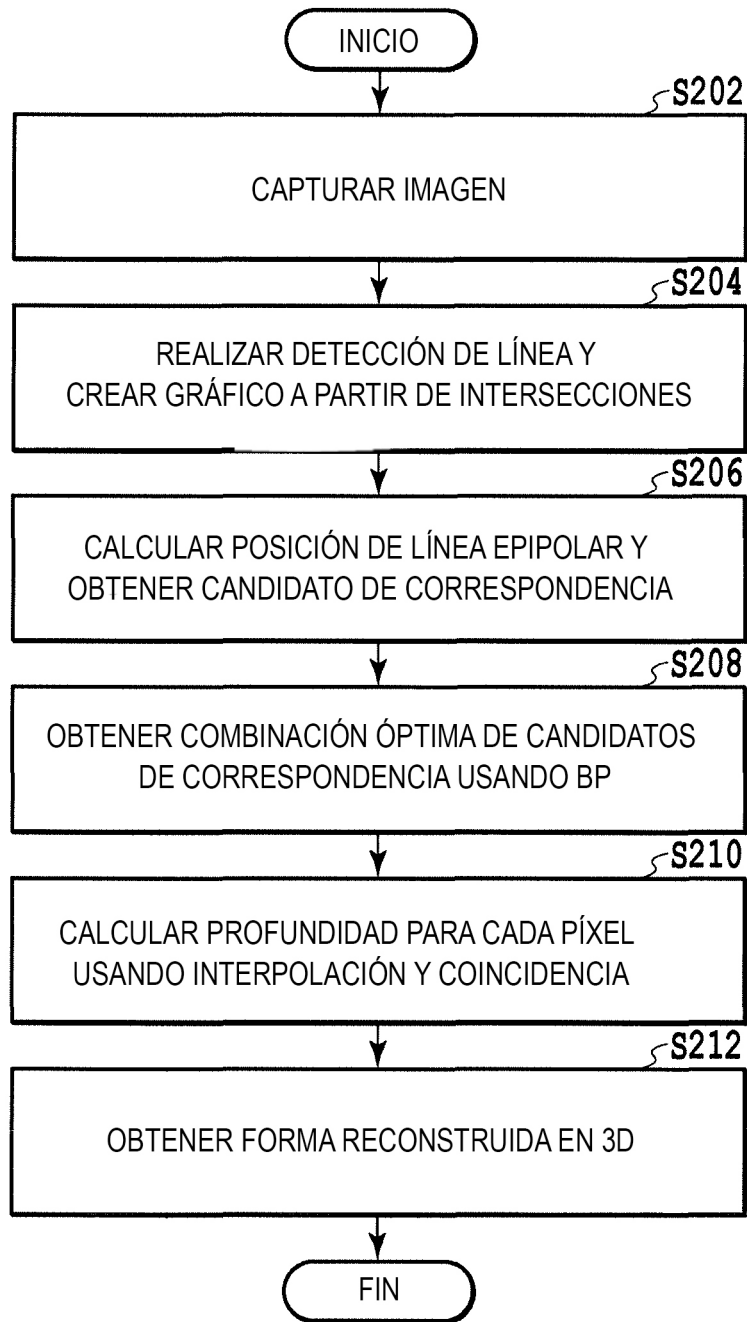 INICIO
S202
CAPTURAR IMAGEN
S204
REALIZAR DETECCIÓN DE LÍNEA Y
CREAR GRÁFICO A PARTIR DE INTERSECCIONES
S206
CALCULAR POSICIÓN DE LÍNEA EPIPOLAR Y
OBTENER CANDIDATO DE CORRESPONDENCIA
S208
OBTENER COMBINACIÓN ÓPTIMA DE CANDIDATOS
DE CORRESPONDENCIA USANDO BP
S210
CALCULAR PROFUNDIDAD PARA CADA PÍXEL
USANDO INTERPOLACIÓN Y COINCIDENCIA
S212
OBTENER FORMA RECONSTRUIDA EN 3D
FIN